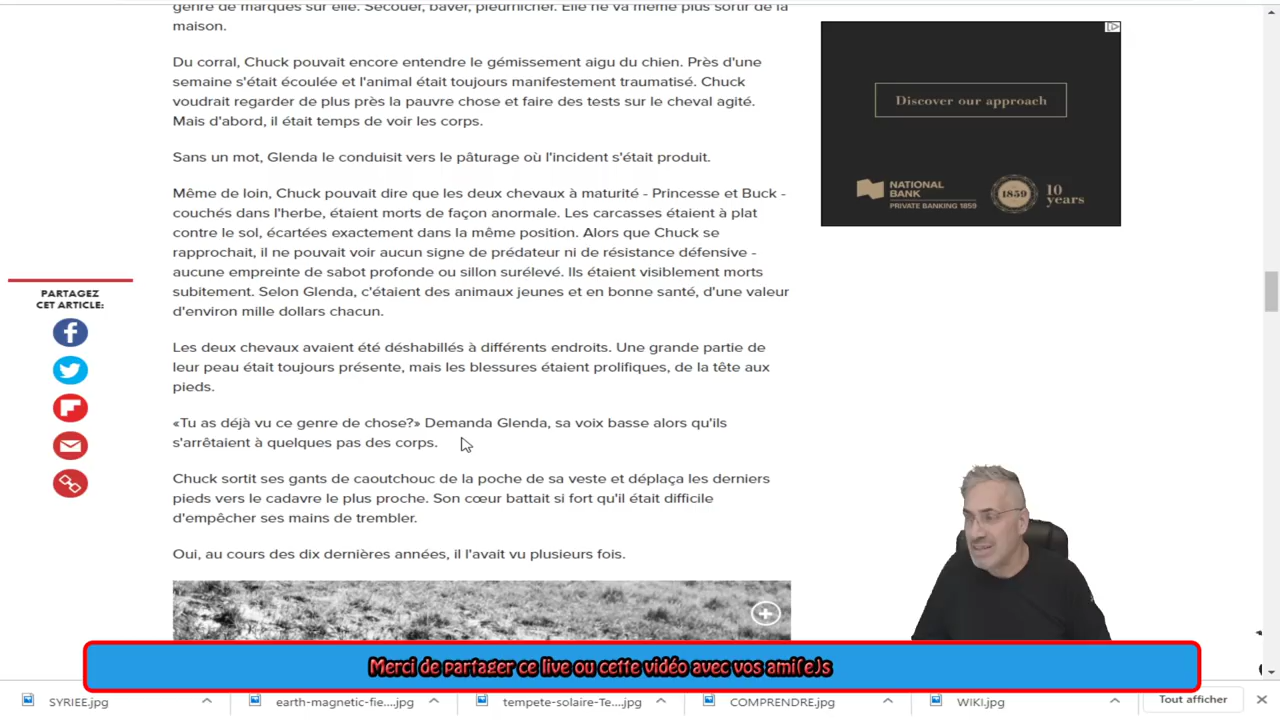 genre de marques sur elle. Secouer, baver, pleurnicher. Elle ne va même plus sortir de la
maison.
Du corral, Chuck pouvait encore entendre le gémissement aigu du chien. Près d'une
semaine s'était écoulée et l'animal était toujours manifestement traumatisé. Chuck
voudrait regarder de plus près la pauvre chose et faire des tests sur le cheval agité.
Mais d'abord, il était temps de voir les corps.
Sans un mot, Glenda le conduisit vers le pâturage où l'incident s'était produit.
Même de loin, Chuck pouvait dire que les deux chevaux à maturité - Princesse et Buck -
couchés dans l'herbe, étaient morts de façon anormale. Les carcasses étaient à plat
contre le sol, écartées exactement dans la même position. Alors que Chuck se
rapprochait, il ne pouvait voir aucun signe de prédateur ni de résistance défensive -
aucune empreinte de sabot profonde ou sillon surélevé. Ils étaient visiblement morts
subitement. Selon Glenda, c'étaient des animaux jeunes et en bonne santé, d'une valeur
d'environ mille dollars chacun.
Les deux chevaux avaient été déshabillés à différents endroits. Une grande partie de
leur peau était toujours présente, mais les blessures étaient prolifiques, de la tête aux
pieds.
«Tu as déjà vu ce genre de chose?» Demanda Glenda, sa voix basse alors qu'ils
s'arrêtaient à quelques pas des corps.
Chuck sortit ses gants de caoutchouc de la poche de sa veste et déplaça les derniers
pieds vers le cadavre le plus proche. Son cœur battait si fort qu'il était difficile
d'empêcher ses mains de trembler.
Oui, au cours des dix dernières années, il l'avait vu plusieurs fois.
PARTAGEZ
CET ARTICLE:
Discover our approach
NATIONAL
BANK
PRIVATE BANKING 1859
1859
10
years
Merci de partager ce live ou cette vidéo avec vos ami(e)s
SYRIEE.jpg
earth-magnetic-fie....jpg
tempete-solaire-Te....jpg
COMPRENDRE.jpg
WIKI.jpg
Tout afficher